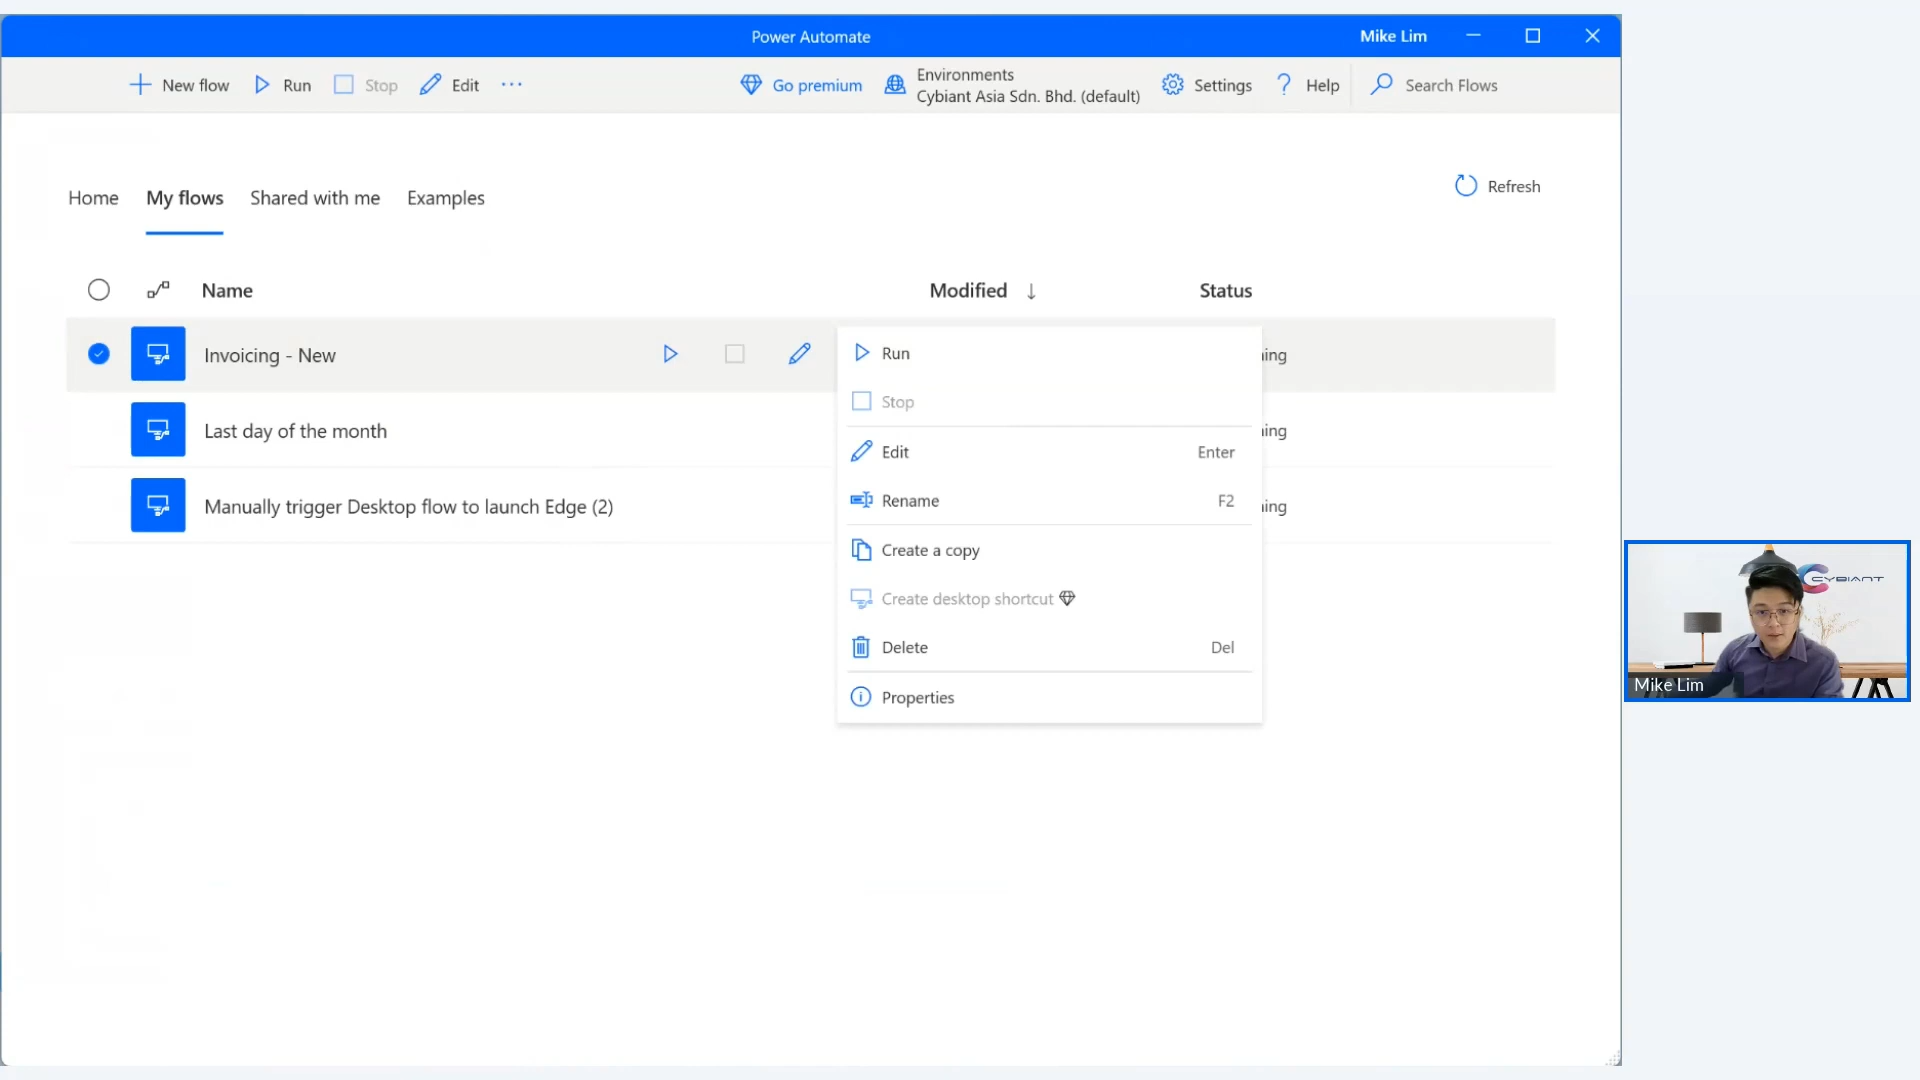 Power Automate
Mike Lim
New flow
Run
Stop
Edit
Go premium
Environments
Cybiant Asia Sdn. Bhd. (default)
Settings
Help
Search Flows
Home
My flows
Shared with me
Examples
Refresh
Name
Modified
Status
Invoicing - New
ing
Last day of the month
ing
Manually trigger Desktop flow to launch Edge (2)
ing
Run
Stop
Edit Enter
Rename F2
Create a copy
Create desktop shortcut
Delete Del
Properties
CYBIANT
Mike Lim